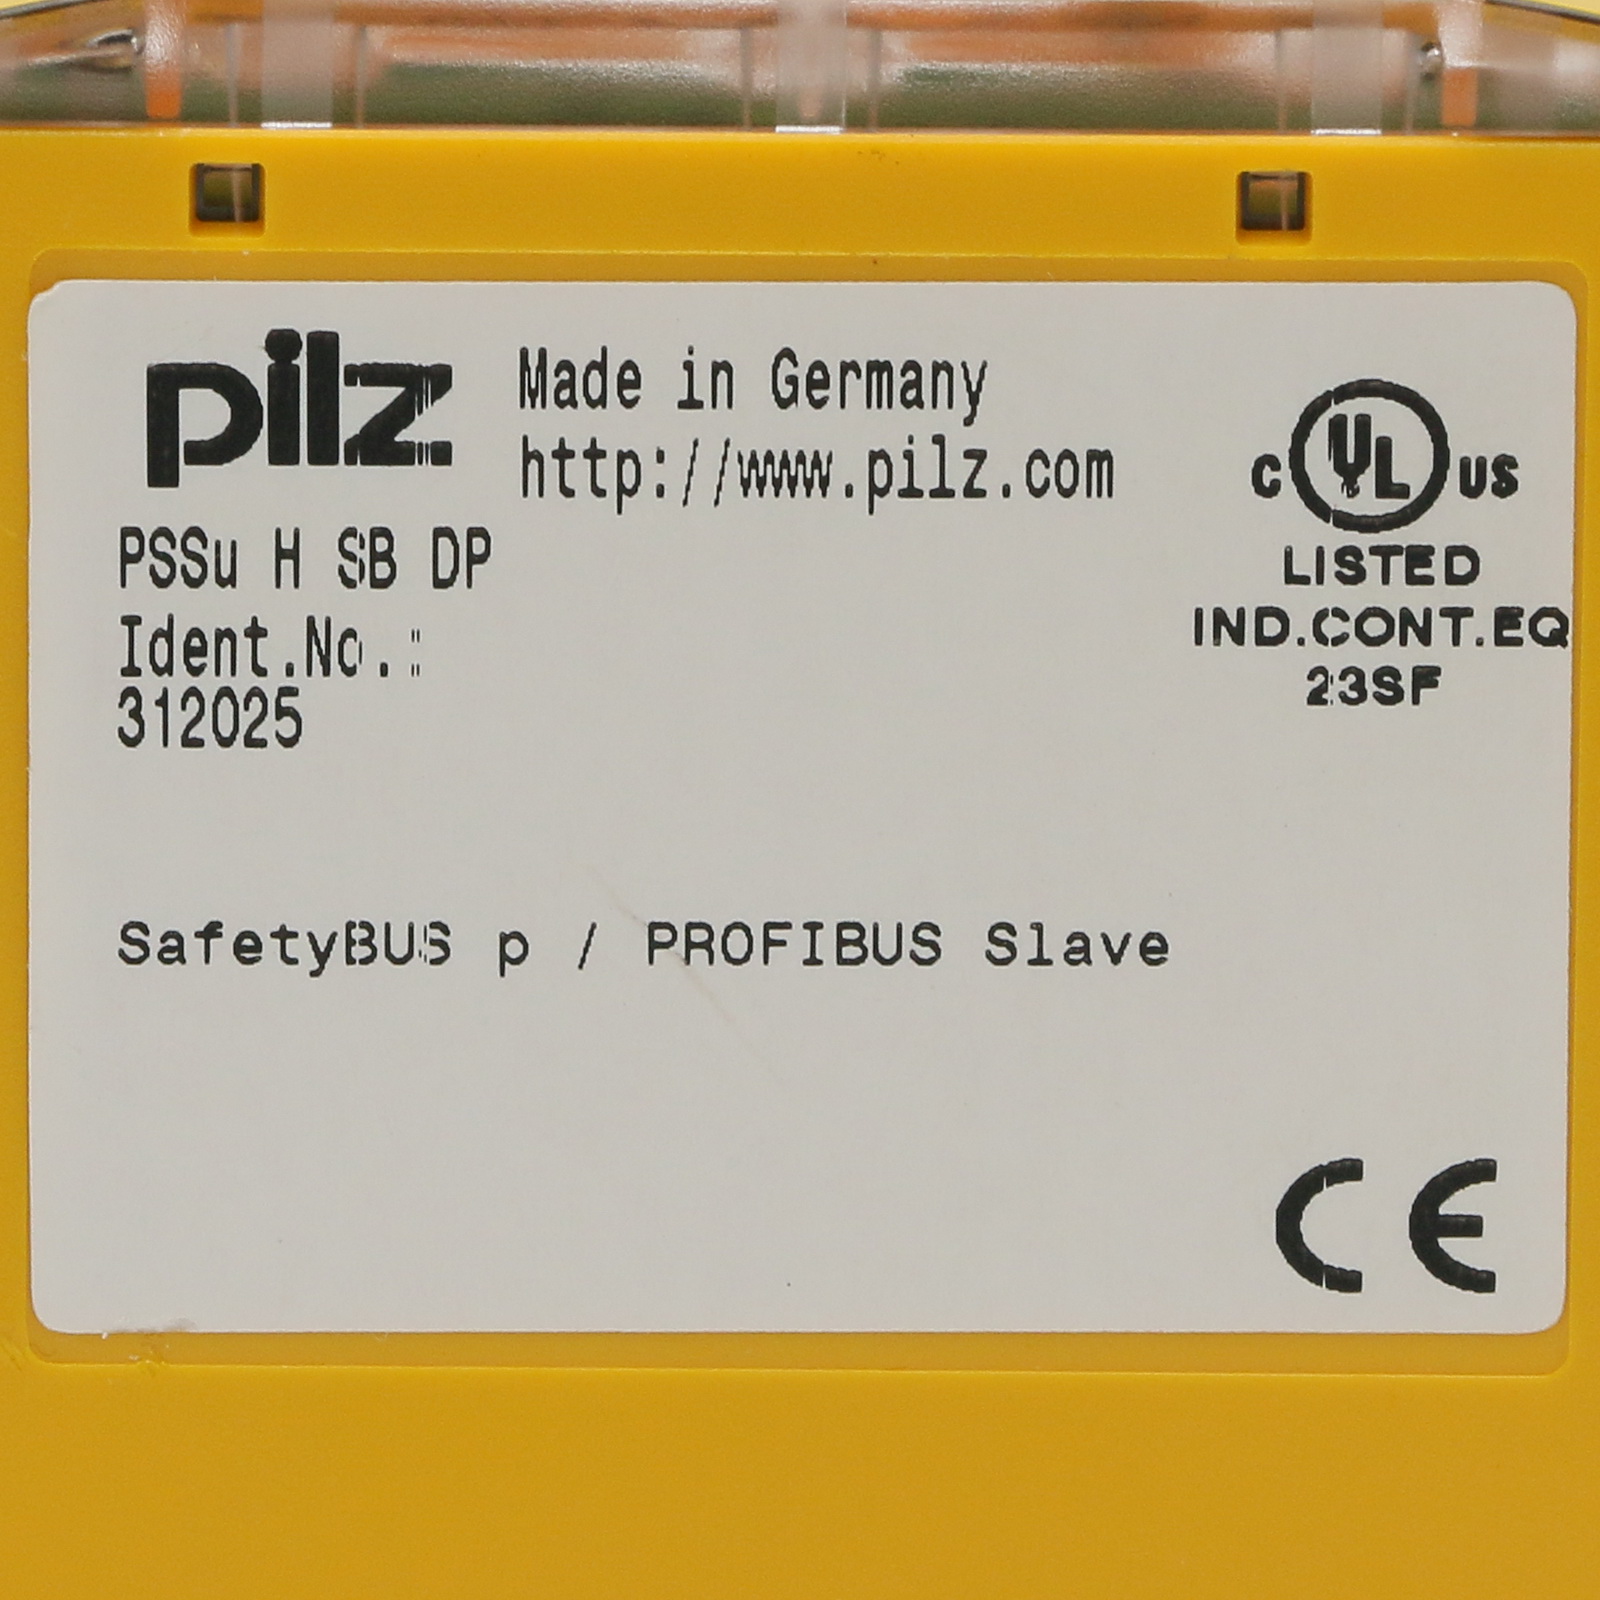 pilz
Made in Germany
http://www.pilz.com
PSSu H SB DP
Ident.No.:
312025
C UL US
LISTED
IND.CONT.EQ
23SF
SafetyBUS p / PROFIBUS Slave
CE